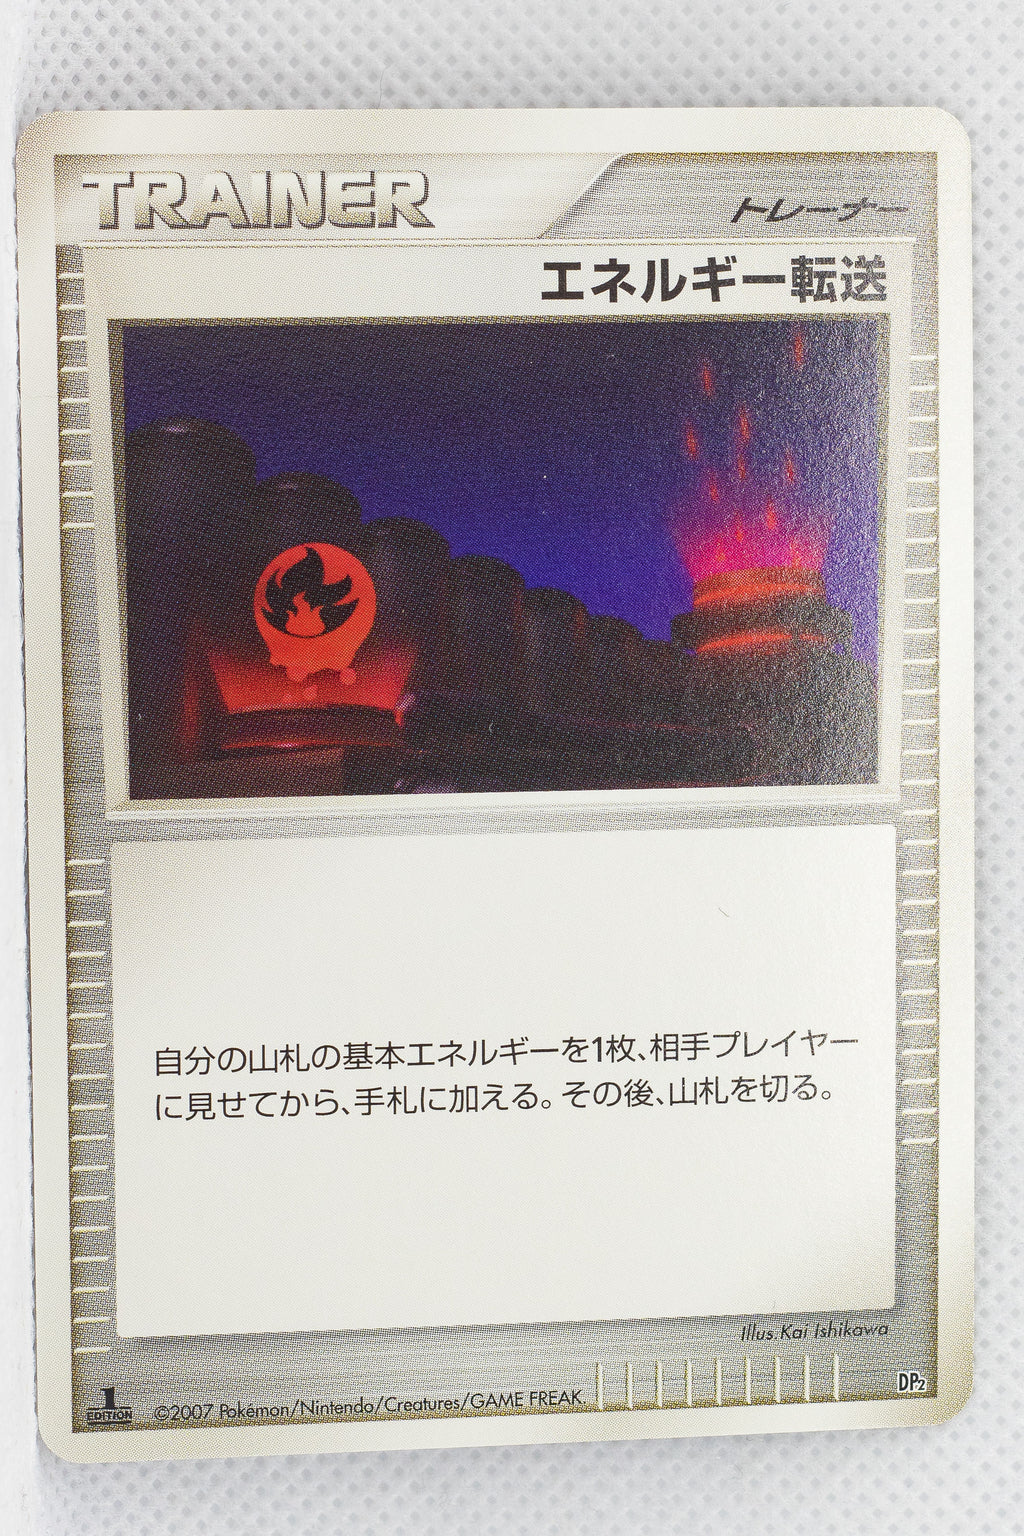 TRAINER
トレーナー
エネルギー転送
自分の山札の基本エネルギーを1枚、相手プレイヤー
に見せてから、手札に加える。その後、山札を切る。
Illus.Kai Ishikawa
DP2
1 EDITION
©2007 Pokémon/Nintendo/Creatures/GAME FREAK.